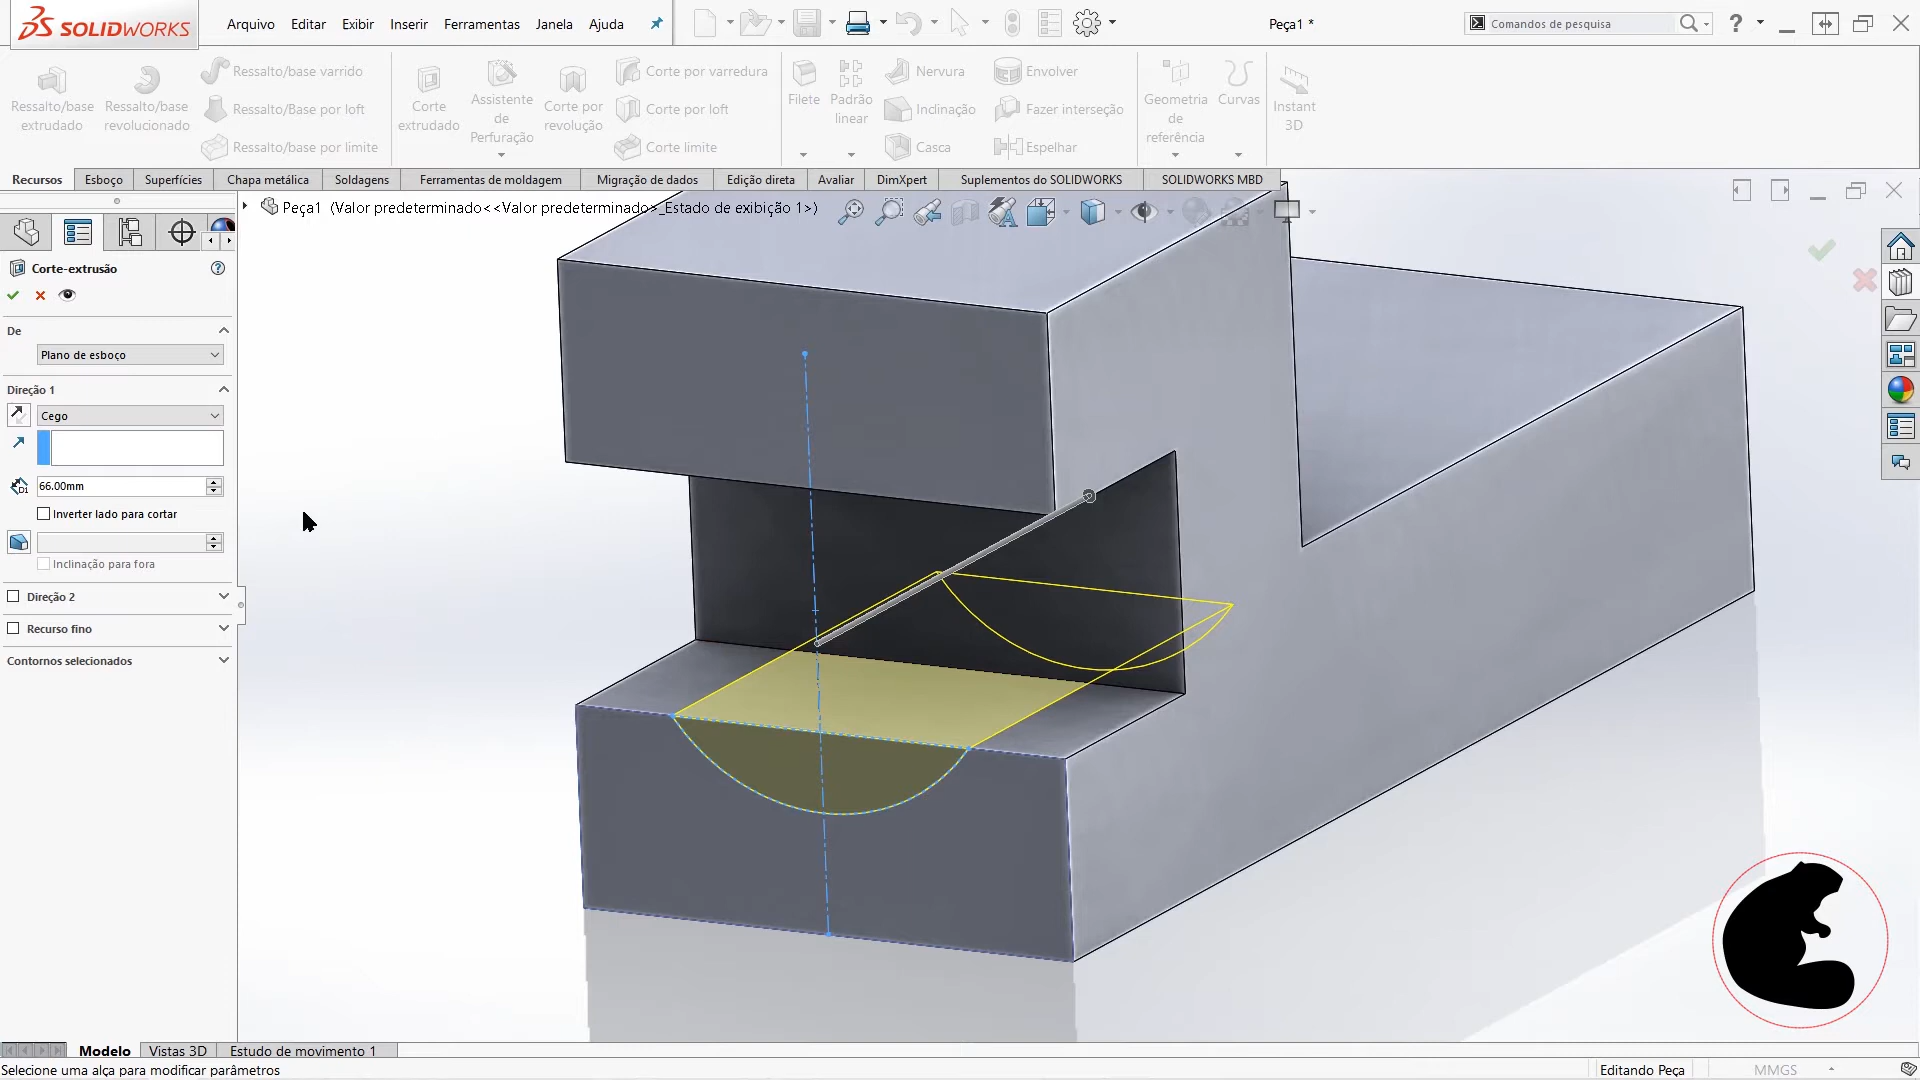 SOLIDWORKS
Arquivo Editar Exibir Inserir Ferramentas Janela Ajuda
Peça1 *
Comandos de pesquisa
?
Ressalto/base extrudado
Ressalto/base revolucionado
Ressalto/base varrido
Ressalto/Base por loft
Ressalto/base por limite
Corte extrudado
Assistente de Perfuração
Corte por revolução
Corte por varredura
Corte por loft
Corte limite
Filete
Padrão linear
Nervura
Inclinação
Casca
Envolver
Fazer interseção
Espelhar
Geometria de referência
Curvas
Instant 3D
Recursos Esboço Superfícies Chapa metálica Soldagens Ferramentas de moldagem Migração de dados Edição direta Avaliar DimXpert Suplementos do SOLIDWORKS SOLIDWORKS MBD
Peça1 (Valor predeterminado<<Valor predeterminado>_Estado de exibição 1>)
Corte-extrusão
?
De
Plano de esboço
Direção 1
Cego
D1
66.00mm
Inverter lado para cortar
Inclinação para fora
Direção 2
Recurso fino
Contornos selecionados
Modelo Vistas 3D Estudo de movimento 1
Selecione uma alça para modificar parâmetros
Editando Peça
MMGS